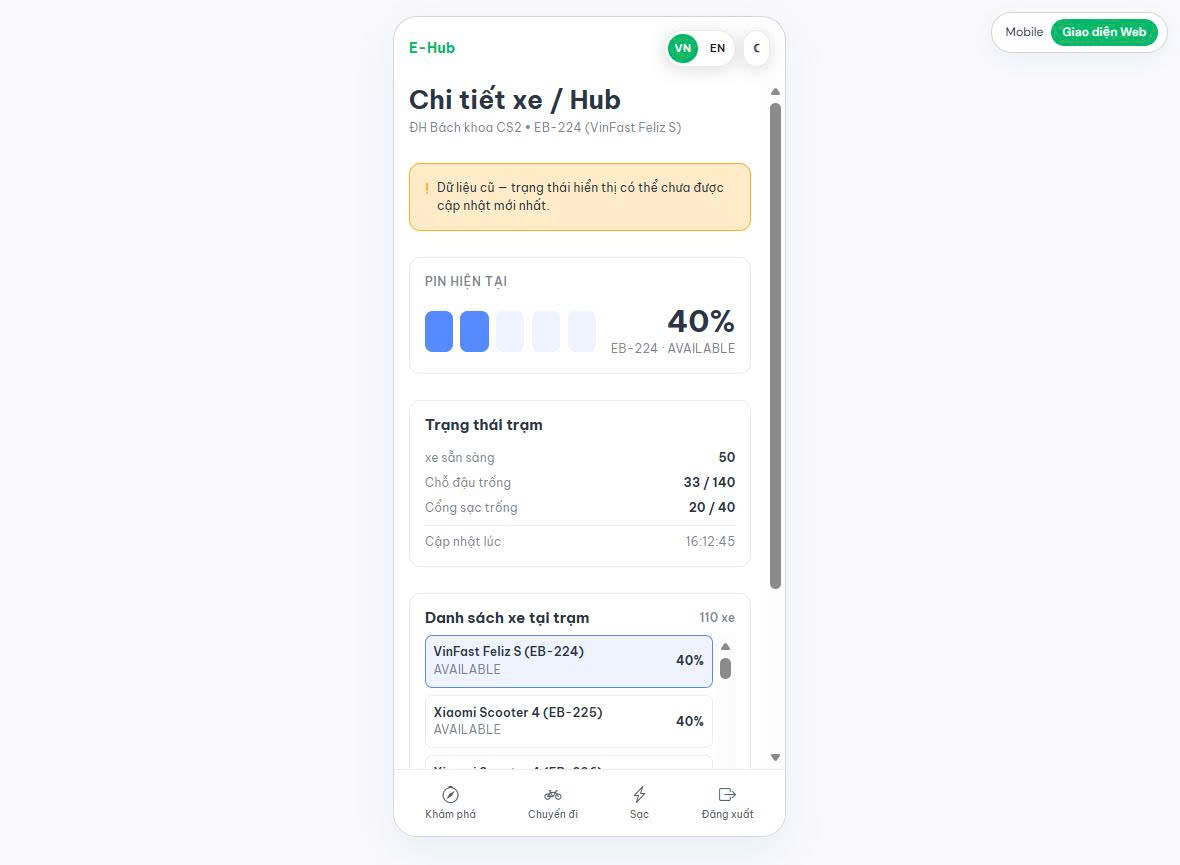 E-Hub
VN
EN
Mobile
Giao diện Web
Chi tiết xe / Hub
ĐH Bách khoa CS2 • EB-224 (VinFast Feliz S)
! Dữ liệu cũ — trạng thái hiển thị có thể chưa được
cập nhật mới nhất.
PIN HIỆN TẠI
40%
EB-224 · AVAILABLE
Trạng thái trạm
xe sẵn sàng 50
Chỗ đậu trống 33 / 140
Cổng sạc trống 20 / 40
Cập nhật lúc 16:12:45
Danh sách xe tại trạm 110 xe
VinFast Feliz S (EB-224)
AVAILABLE
40%
Xiaomi Scooter 4 (EB-225)
AVAILABLE
40%
Khám phá
Chuyến đi
Sạc
Đăng xuất